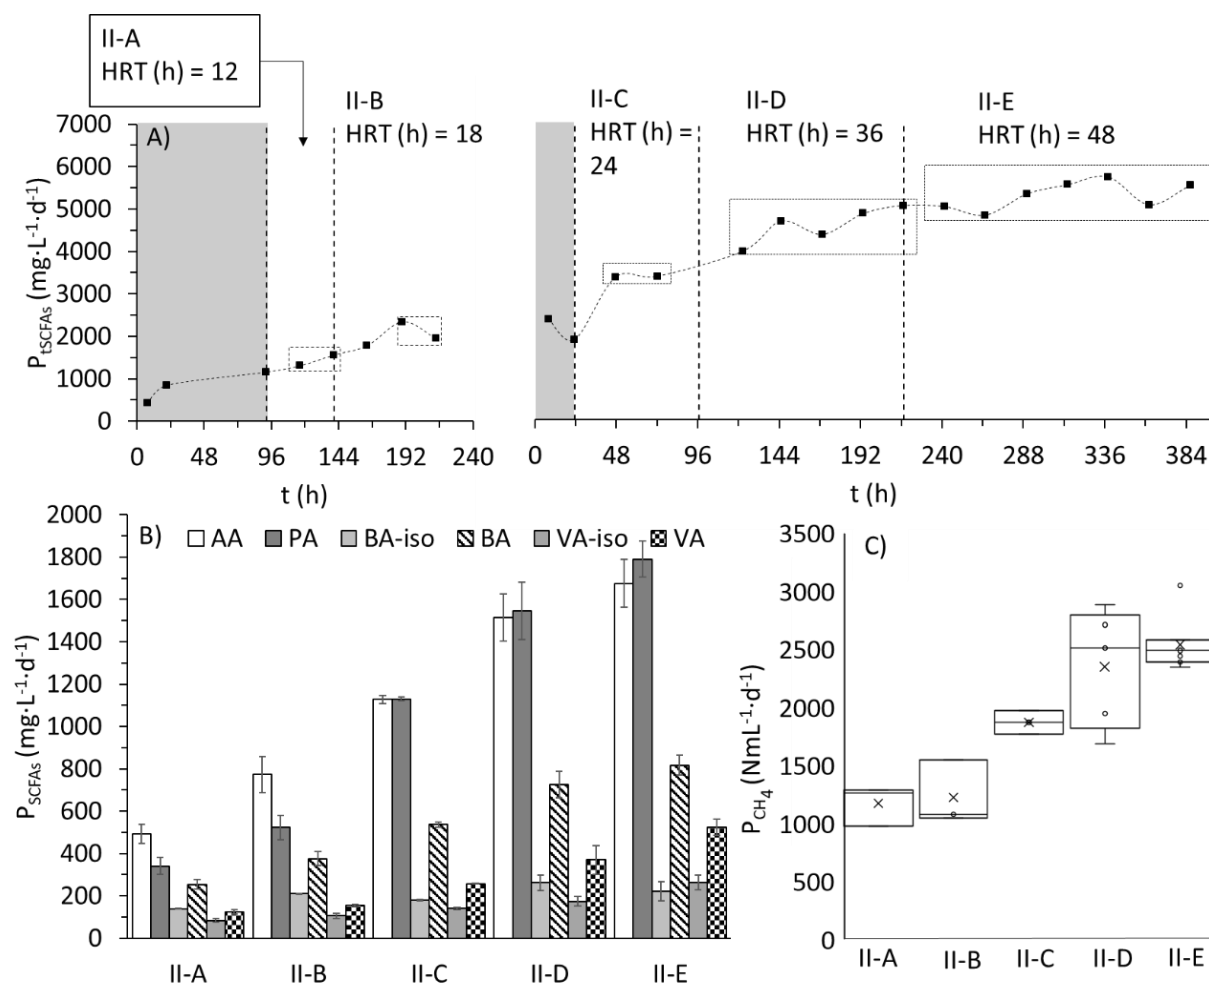 II-A
HRT (h) = 12
II-B
HRT (h) = 18
II-C
HRT (h) =
24
II-D
HRT (h) = 36
II-E
HRT (h) = 48
A)
PtSCFAs (mg·L-1·d-1)
7000
6000
5000
4000
3000
2000
1000
0
0 48 96 144 192 240
t (h)
0 48 96 144 192 240 288 336 384
t (h)
B)
AA PA BA-iso BA VA-iso VA
PSCFAs (mg·L-1·d-1)
2000
1800
1600
1400
1200
1000
800
600
400
200
0
II-A II-B II-C II-D II-E
C)
PCH4 (NmL-1·d-1)
3500
3000
2500
2000
1500
1000
500
0
II-A II-B II-C II-D II-E